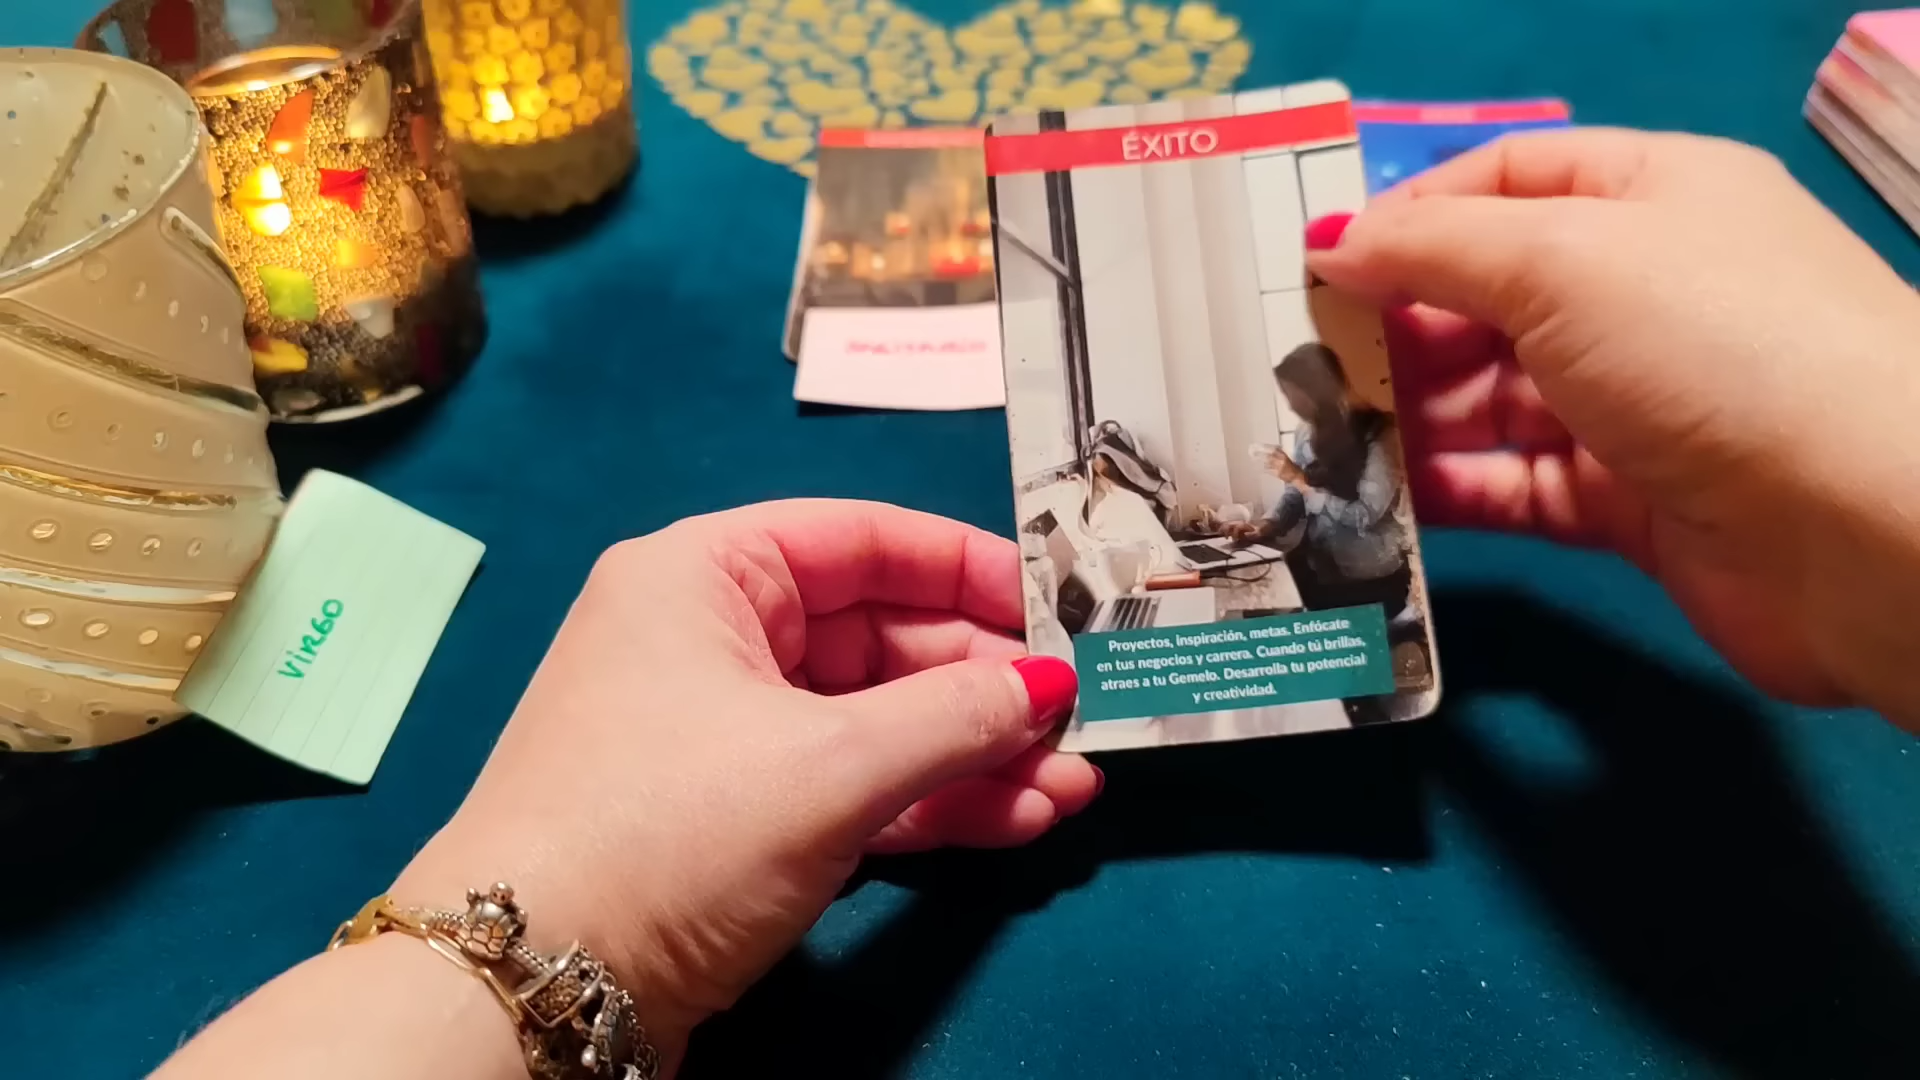 ÉXITO
Virgo
Proyectos, inspiración, metas. Enfócate
en tus negocios y carrera. Cuando tú brillas,
atraes a tu Gemelo. Desarrolla tu potencial
y creatividad.